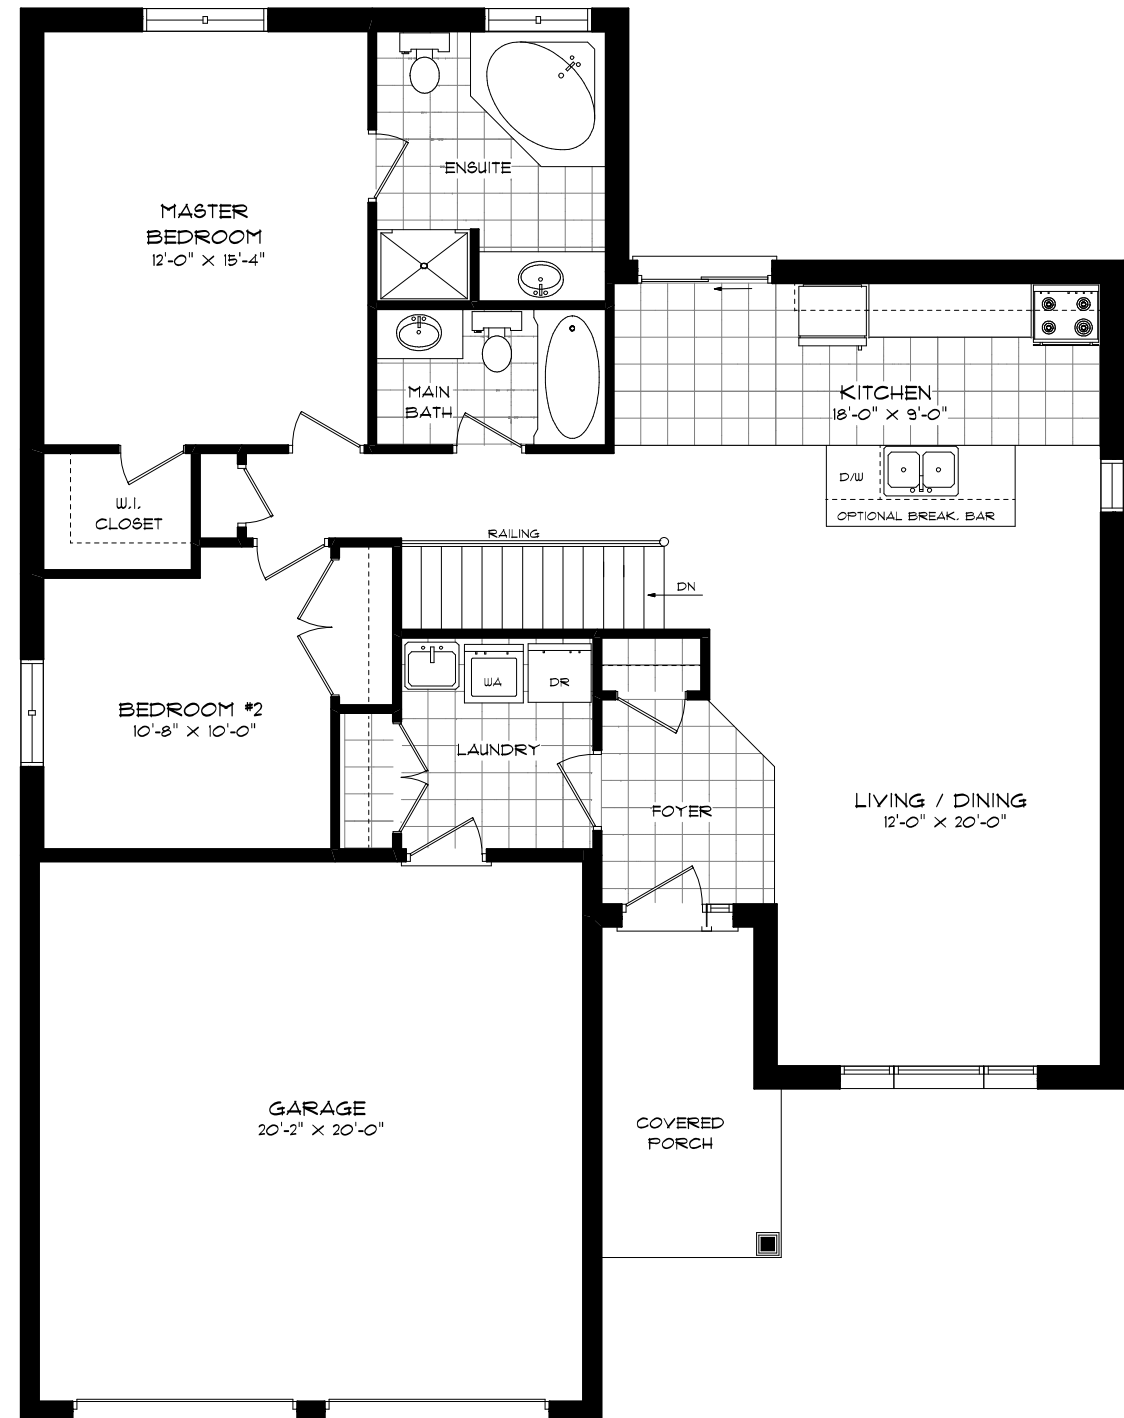 ENSUITE
MASTER
BEDROOM
12'-0" X 15'-4"
MAIN
BATH
KITCHEN
18'-0" X 9'-0"
W.I.
CLOSET
D/W
OPTIONAL BREAK. BAR
RAILING
DN
WA
DR
BEDROOM #2
10'-8" X 10'-0"
LAUNDRY
FOYER
LIVING / DINING
12'-0" X 20'-0"
GARAGE
20'-2" X 20'-0"
COVERED
PORCH